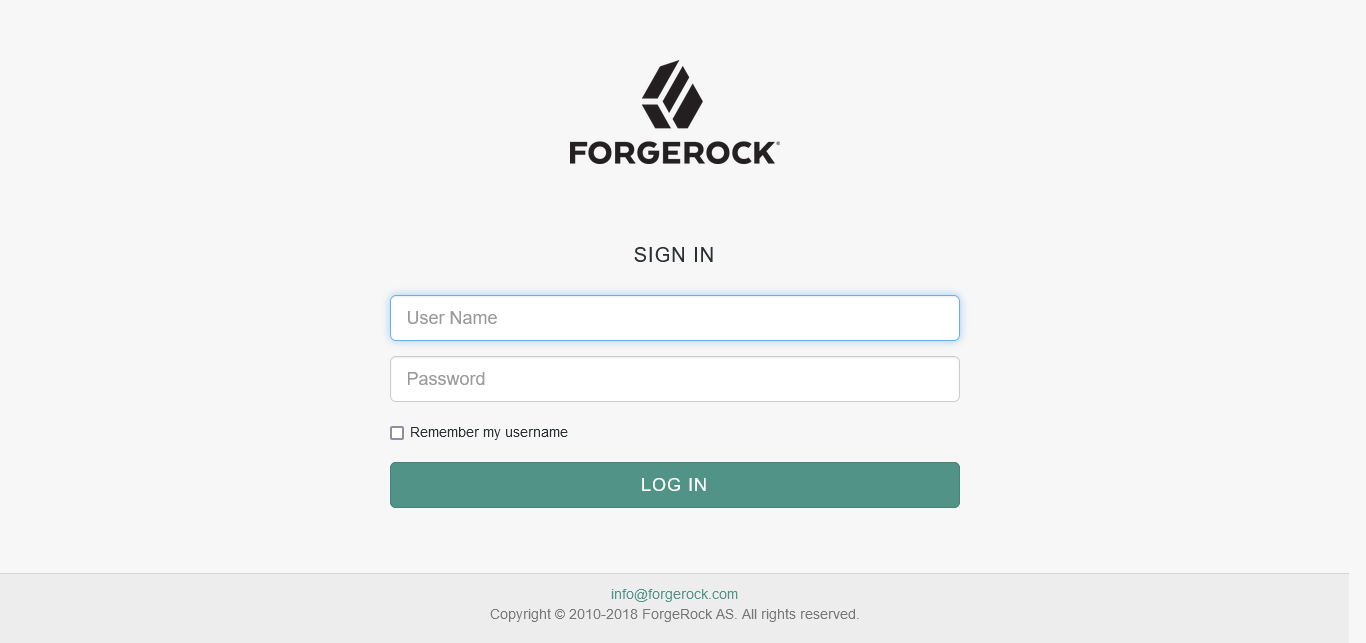 FORGEROCK
SIGN IN
User Name
Password
Remember my username
LOG IN
info@forgerock.com
Copyright © 2010-2018 ForgeRock AS. All rights reserved.